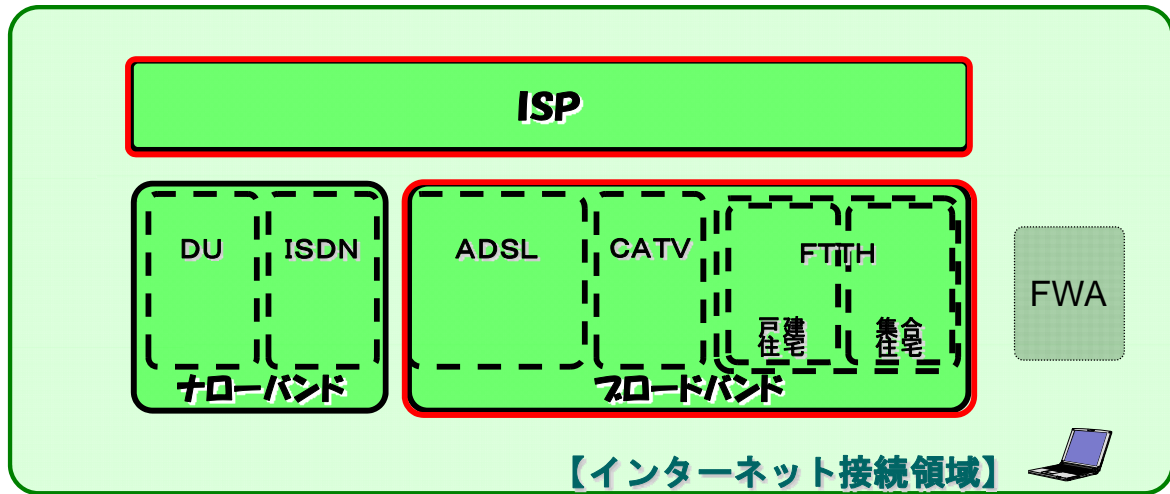 ISP
DU
ISDN
ADSL
CATV
FTTH
戸建
住宅
集合
住宅
FWA
ナローバンド
ブロードバンド
【インターネット接続領域】